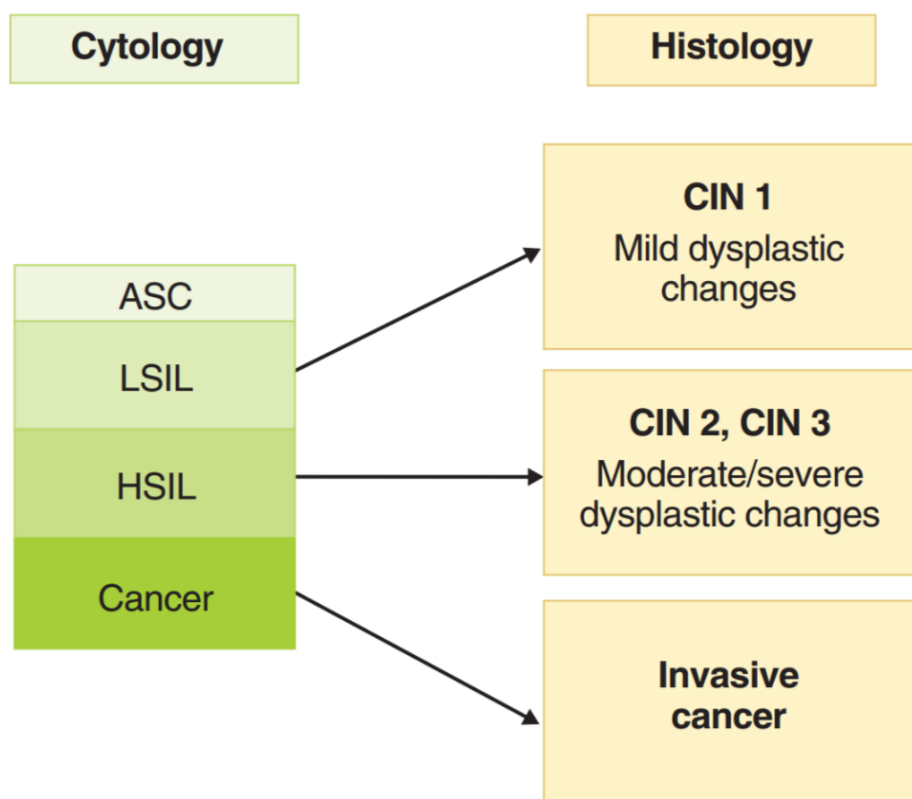 Cytology
Histology
ASC
LSIL
HSIL
Cancer
CIN 1
Mild dysplastic
changes
CIN 2, CIN 3
Moderate/severe
dysplastic changes
Invasive
cancer